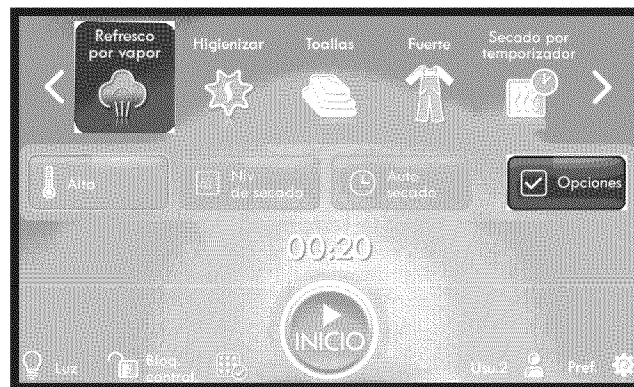 Refresco
por vapor
Higienizar
Toallas
Fuerte
Secado por
temporizador
Alta
Niv
de secado
Auto
secado
Opciones
00:20
INICIO
Luz
Bloq
control
Usu.2
Pref.